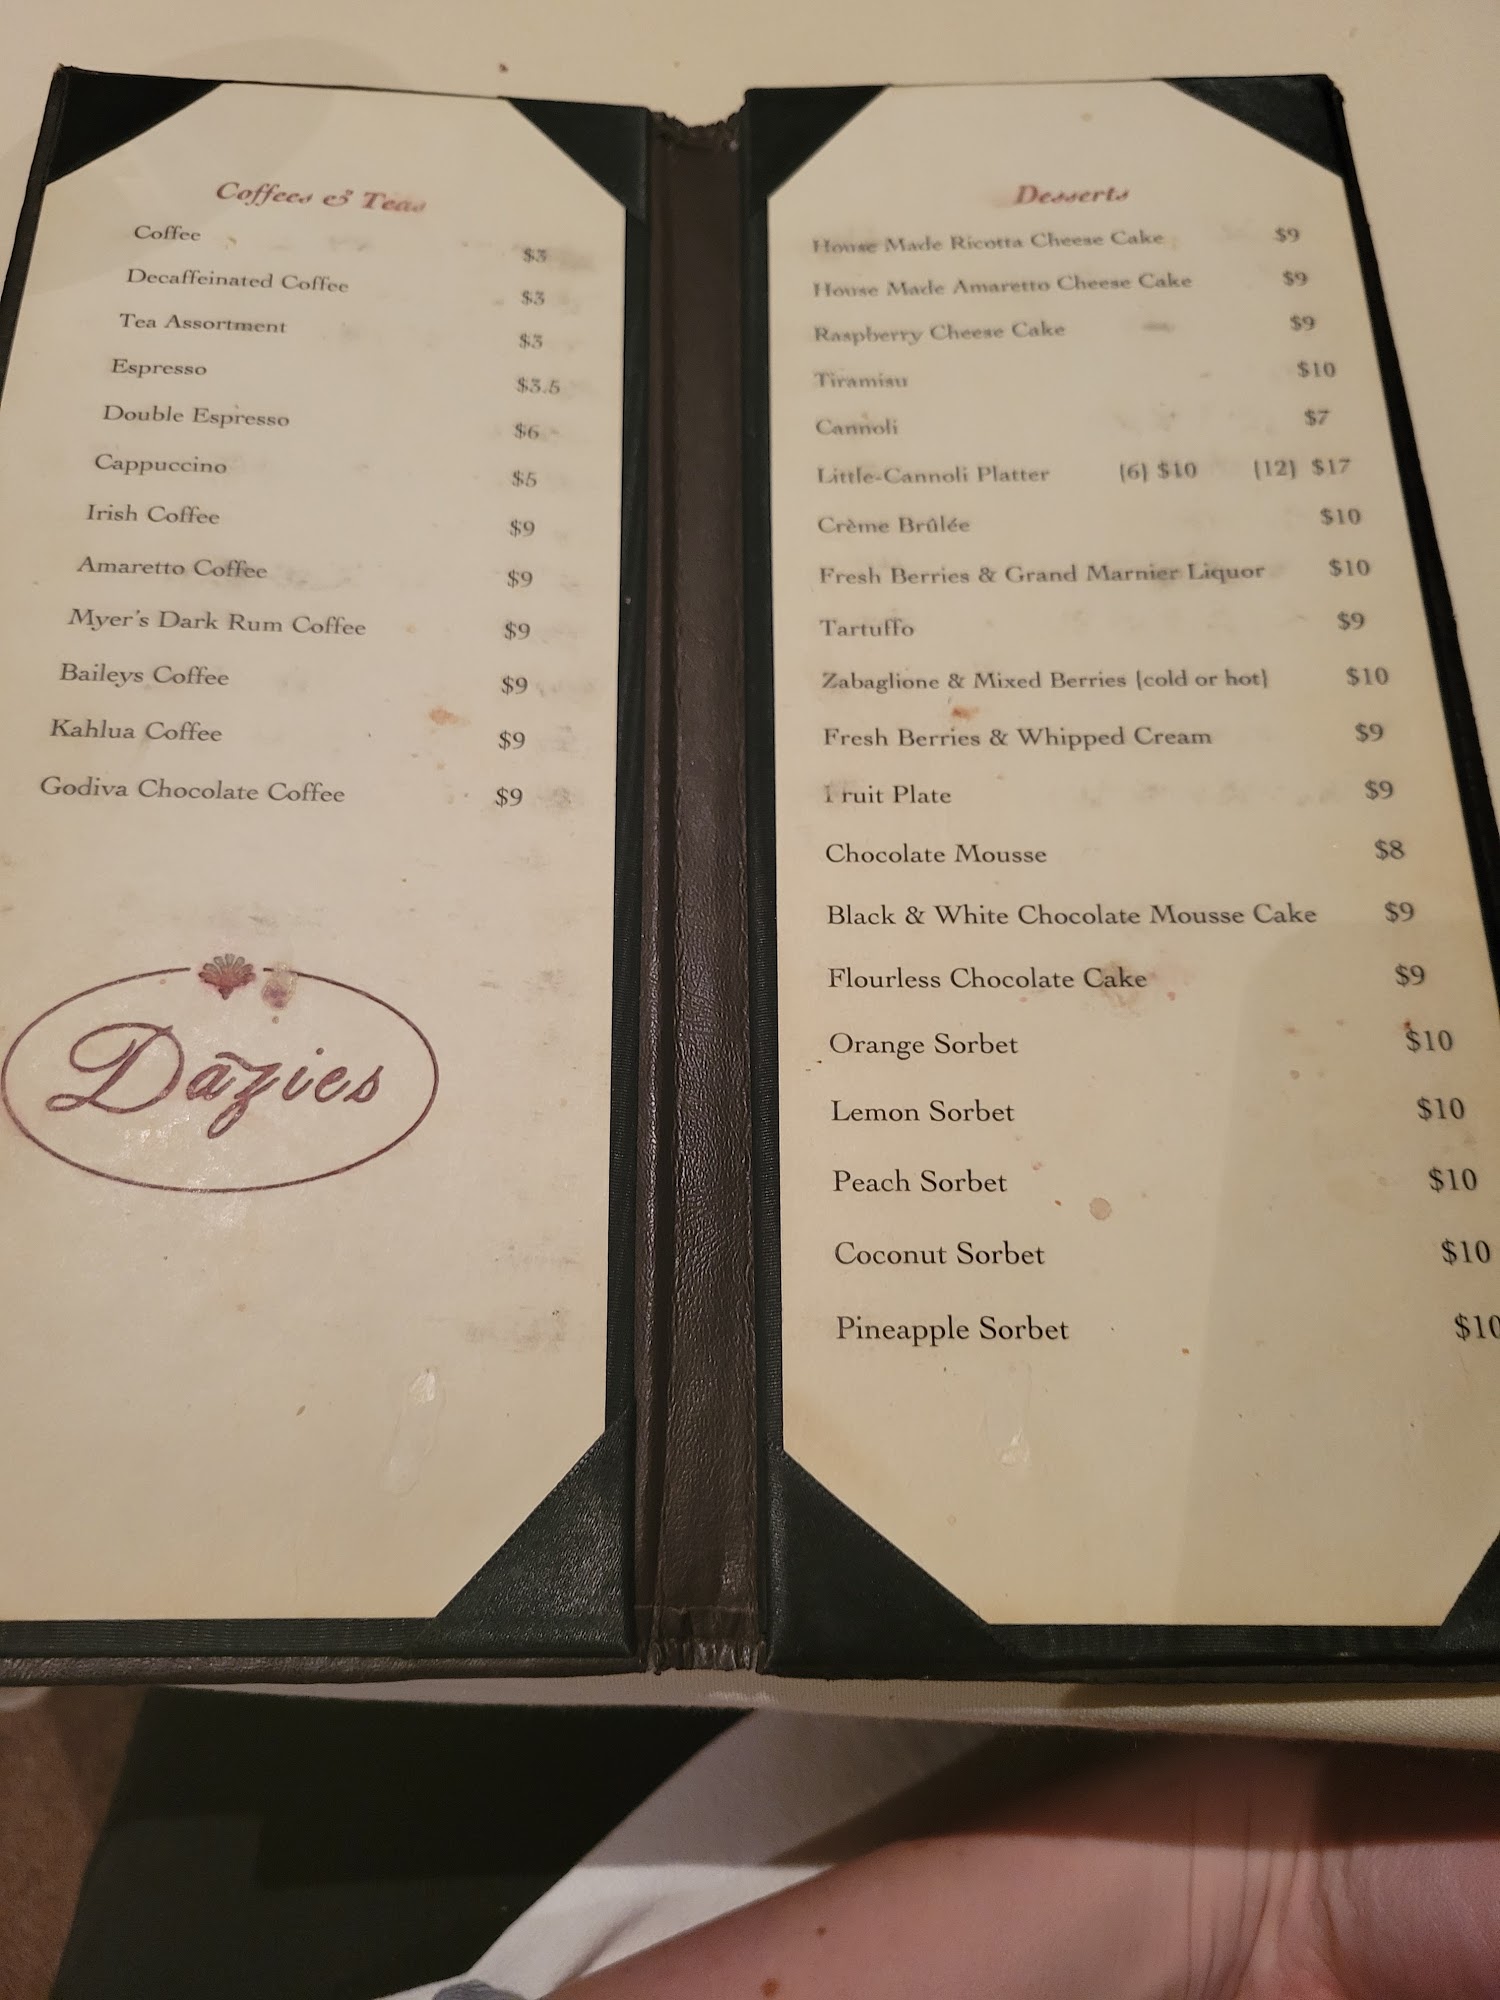 Coffees & Teas
Coffee $3
Decaffeinated Coffee $3
Tea Assortment $3
Espresso $3.5
Double Espresso $6
Cappuccino $5
Irish Coffee $9
Amaretto Coffee $9
Myer's Dark Rum Coffee $9
Baileys Coffee $9
Kahlua Coffee $9
Godiva Chocolate Coffee $9
Dazies
Desserts
House Made Ricotta Cheese Cake $9
House Made Amaretto Cheese Cake $9
Raspberry Cheese Cake $9
Tiramisu $10
Cannoli $7
Little-Cannoli Platter (6) $10 (12) $17
Crème Brûlée $10
Fresh Berries & Grand Marnier Liquor $10
Tartuffo $9
Zabaglione & Mixed Berries (cold or hot) $10
Fresh Berries & Whipped Cream $9
Fruit Plate $9
Chocolate Mousse $8
Black & White Chocolate Mousse Cake $9
Flourless Chocolate Cake $9
Orange Sorbet $10
Lemon Sorbet $10
Peach Sorbet $10
Coconut Sorbet $10
Pineapple Sorbet $10